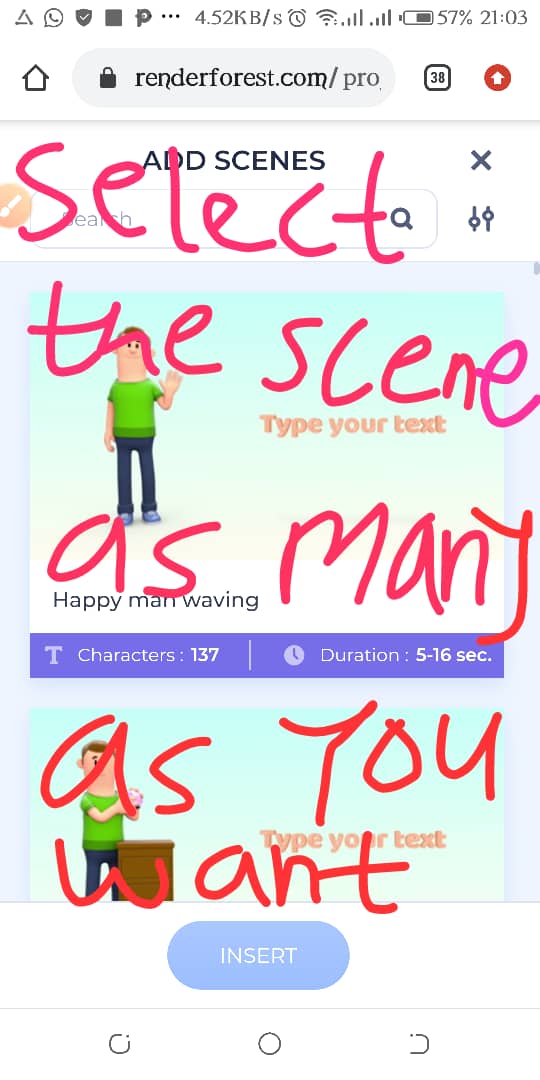 4.52KB/s 57% 21:03
renderforest.com/pro
38
ADD SCENES
Search
Select
the scene
Type your text
as many
Happy man waving
Characters : 137 Duration : 5-16 sec.
as you
Type your text
want
INSERT